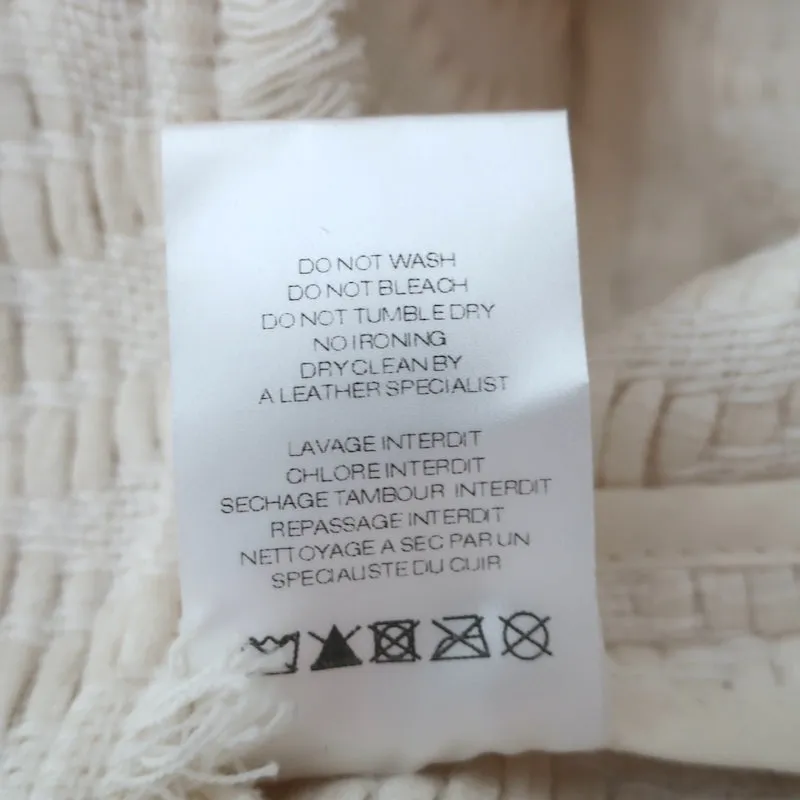 DO NOT WASH
DO NOT BLEACH
DO NOT TUMBLE DRY
NO IRONING
DRY CLEAN BY
A LEATHER SPECIALIST
LAVAGE INTERDIT
CHLORE INTERDIT
SECHAGE TAMBOUR INTERDIT
REPASSAGE INTERDIT
NETTOYAGE A SEC PAR UN
SPECIALISTE DU CUIR